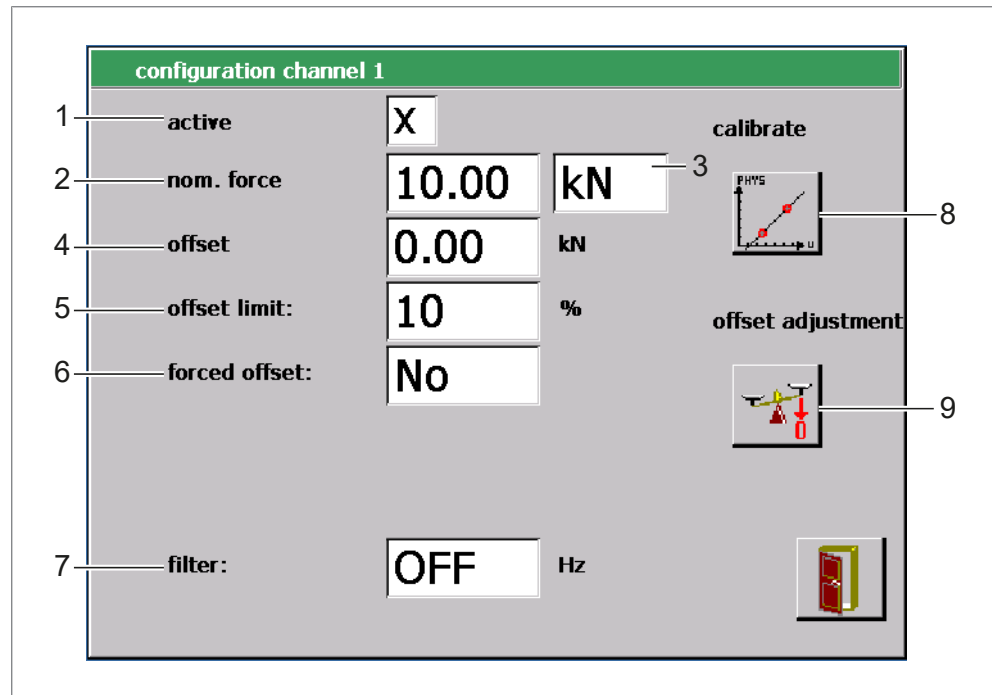 configuration channel 1
1 active X calibrate
2 nom. force 10.00 kN 3
PHYS
U
8
4 offset 0.00 kN
5 offset limit: 10 % offset adjustment
6 forced offset: No
0
9
7 filter: OFF Hz